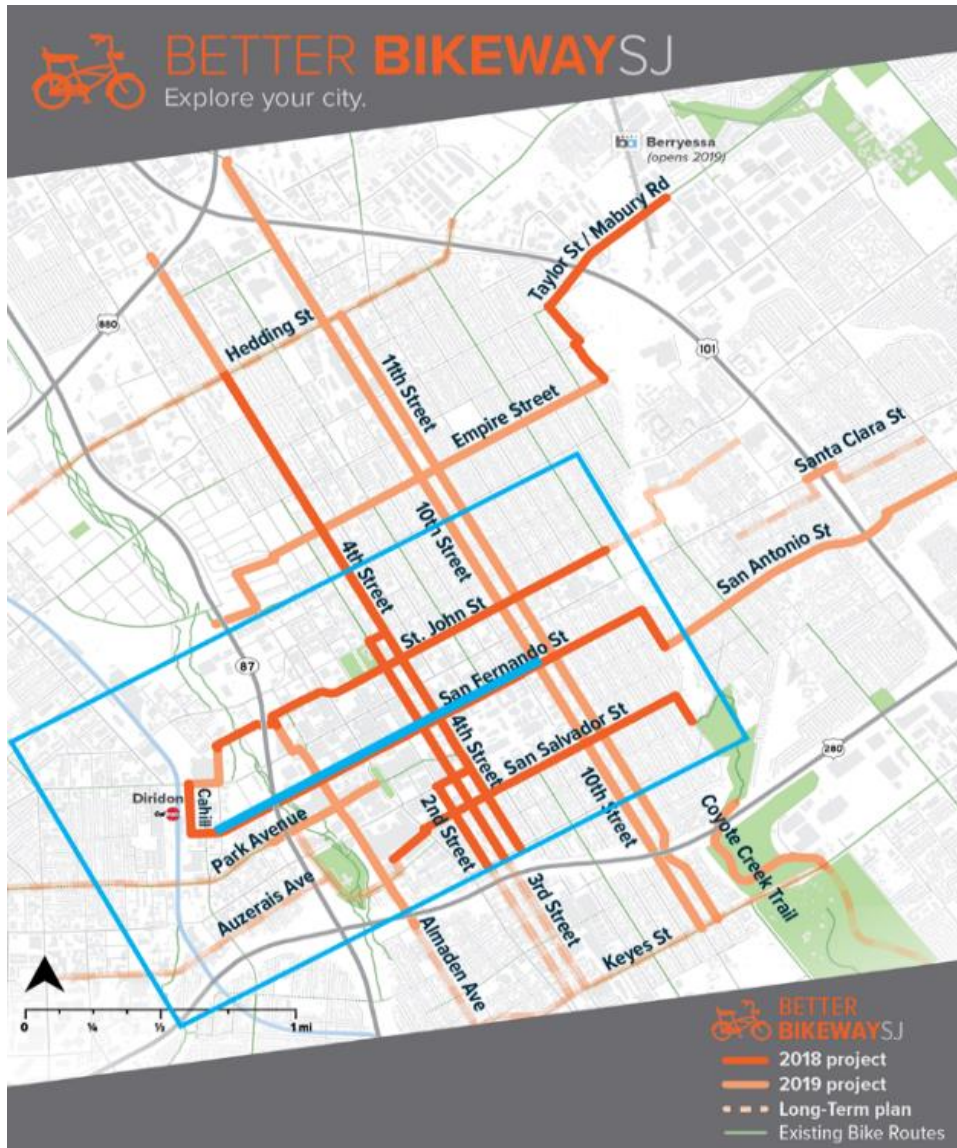 BETTER BIKEWAYSJ
Explore your city.
Berryessa
(opens 2019)
Taylor St / Mabury Rd
880
Hedding St
101
11th Street
Empire Street
Santa Clara St
10th Street
San Antonio St
4th Street
St. John St
87
San Fernando St
4th Street
San Salvador St
280
Diridon
Cahill
10th Street
2nd Street
Park Avenue
Coyote Creek Trail
Auzerais Ave
3rd Street
Almaden Ave
Keyes St
0 ¼ ½ 1 mi
BETTER
BIKEWAYSJ
2018 project
2019 project
Long-Term plan
Existing Bike Routes